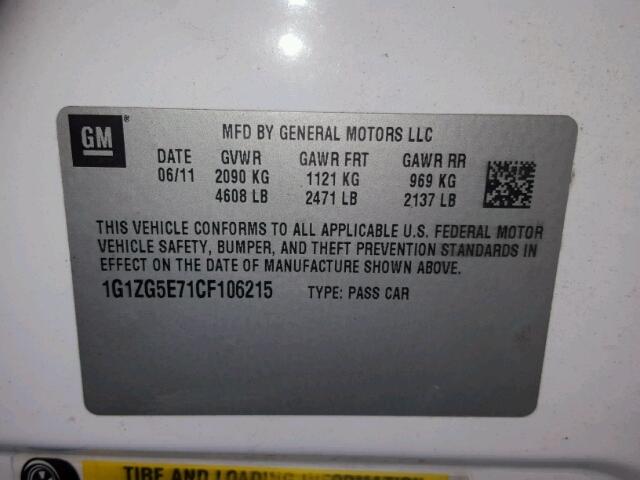 GM
MFD BY GENERAL MOTORS LLC
DATE GVWR GAWR FRT GAWR RR
06/11 2090 KG 1121 KG 969 KG
4608 LB 2471 LB 2137 LB
THIS VEHICLE CONFORMS TO ALL APPLICABLE U.S. FEDERAL MOTOR
VEHICLE SAFETY, BUMPER, AND THEFT PREVENTION STANDARDS IN
EFFECT ON THE DATE OF MANUFACTURE SHOWN ABOVE.
1G1ZG5E71CF106215 TYPE: PASS CAR
TIRE AND LOADING INFORMATION